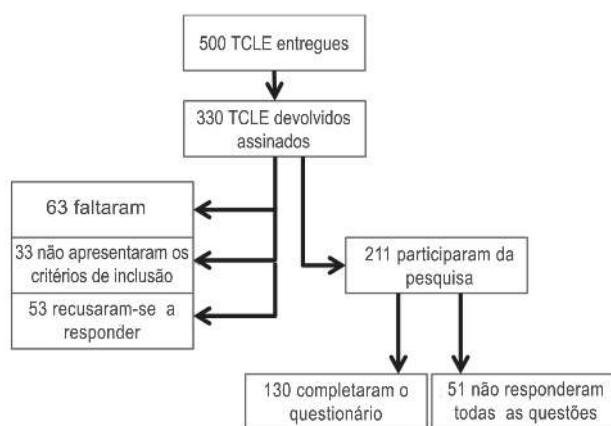 500 TCLE entregues
330 TCLE devolvidos
assinados
63 faltaram
33 não apresentaram os
critérios de inclusão
53 recusaram-se a
responder
211 participaram da
pesquisa
130 completaram o
questionário
51 não responderam
todas as questões